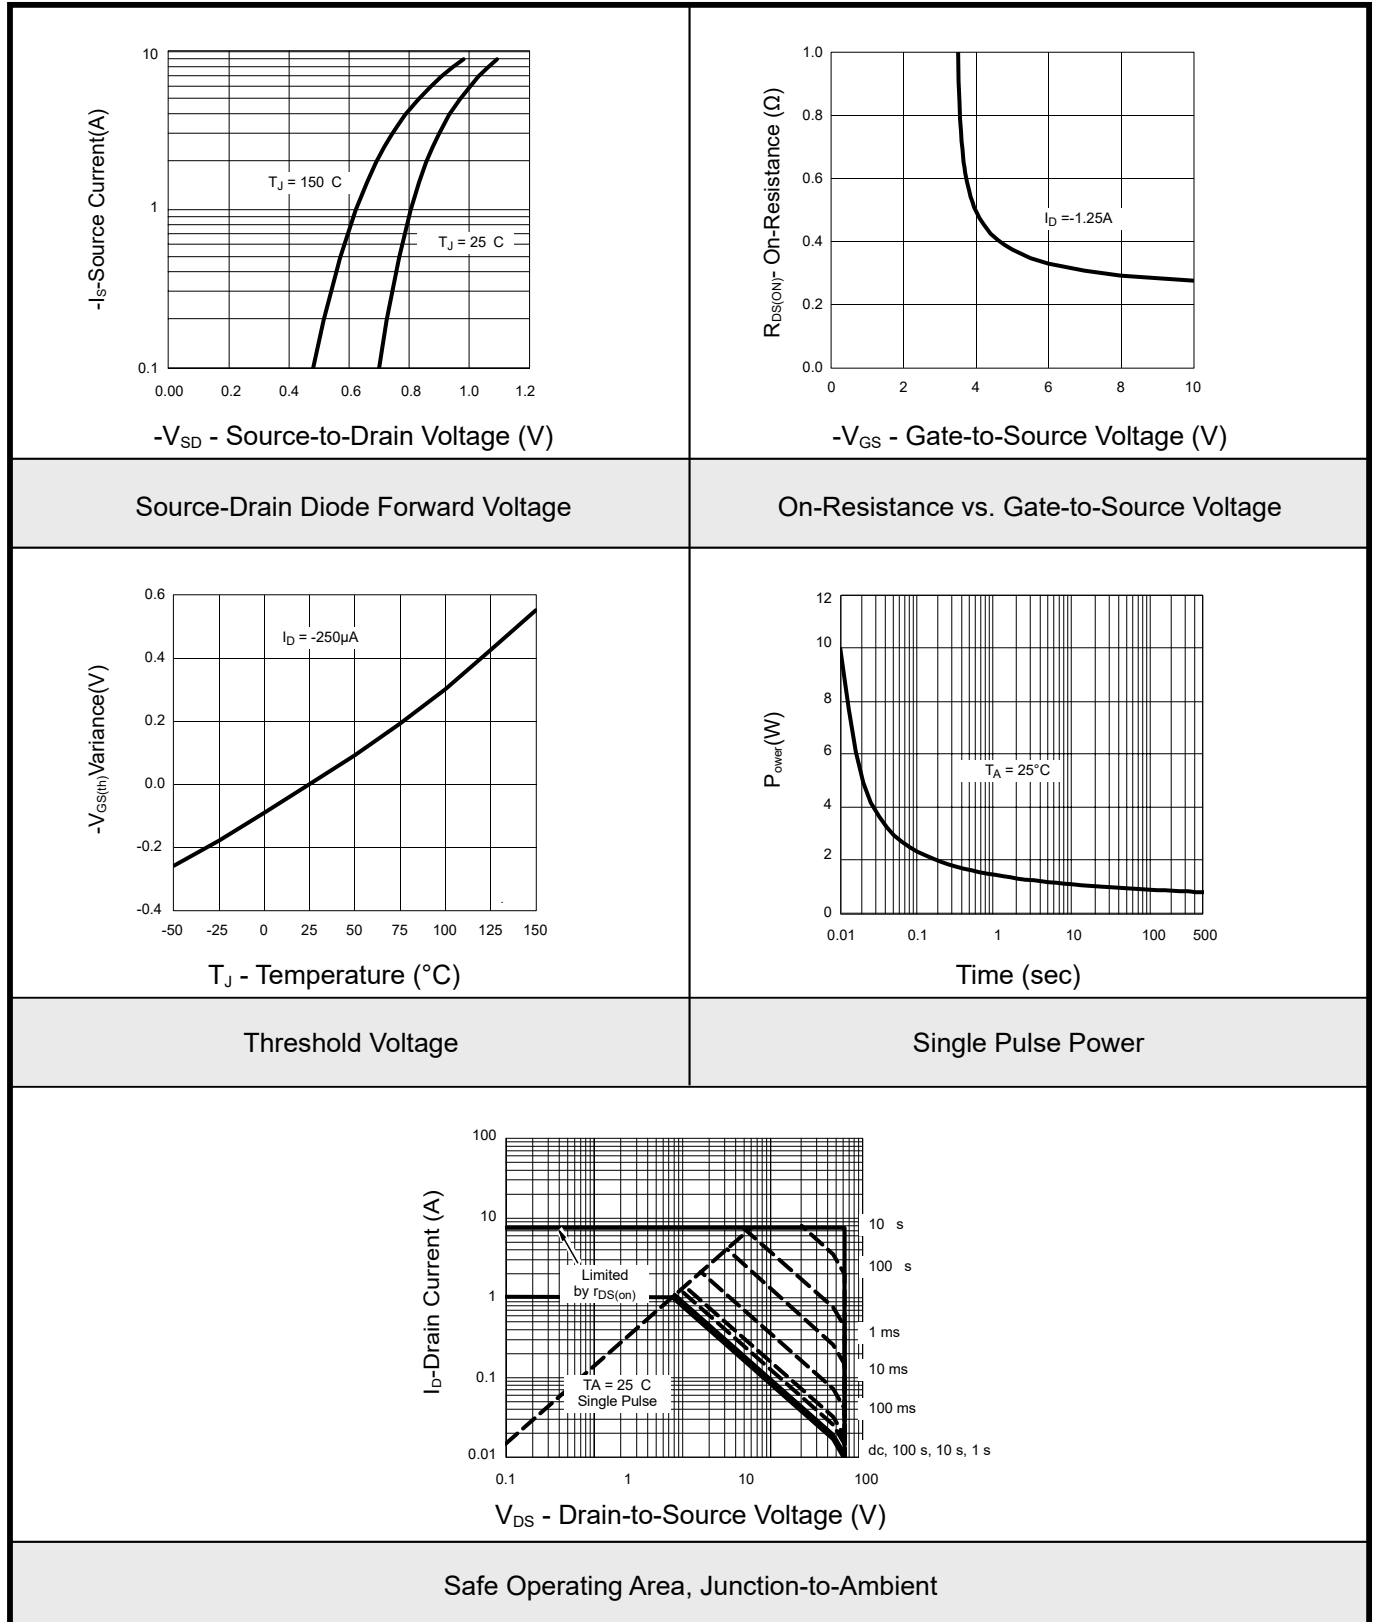 10
1
0.1
-IS-Source Current(A)
TJ = 150 C
TJ = 25 C
0.00 0.2 0.4 0.6 0.8 1.0 1.2
-VSD - Source-to-Drain Voltage (V)
Source-Drain Diode Forward Voltage
1.0
0.8
0.6
0.4
0.2
0.0
RDS(ON)- On-Resistance (Ω)
ID =-1.25A
0 2 4 6 8 10
-VGS - Gate-to-Source Voltage (V)
On-Resistance vs. Gate-to-Source Voltage
0.6
0.4
0.2
0.0
-0.2
-0.4
-VGS(th)Variance(V)
ID = -250µA
-50 -25 0 25 50 75 100 125 150
TJ - Temperature (°C)
Threshold Voltage
12
10
8
6
4
2
0
Power(W)
TA = 25°C
0.01 0.1 1 10 100 500
Time (sec)
Single Pulse Power
100
10
1
0.1
0.01
ID-Drain Current (A)
Limited
by rDS(on)
TA = 25 C
Single Pulse
10 s
100 s
1 ms
10 ms
100 ms
dc, 100 s, 10 s, 1 s
0.1 1 10 100
VDS - Drain-to-Source Voltage (V)
Safe Operating Area, Junction-to-Ambient